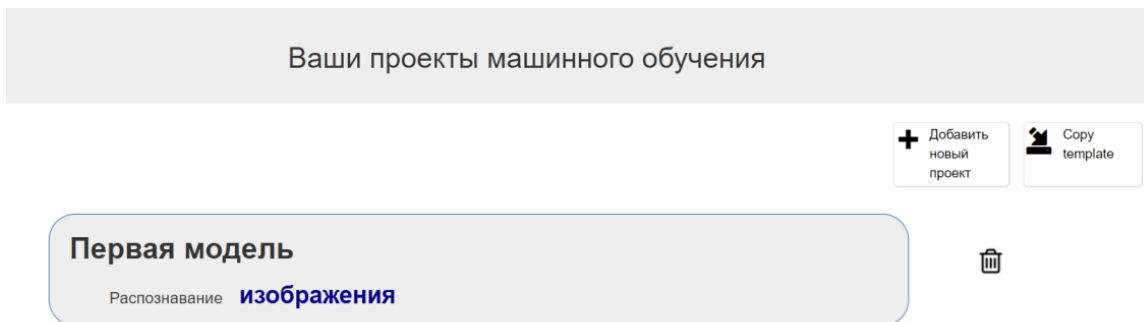 Ваши проекты машинного обучения
Добавить
новый
проект
Copy
template
Первая модель
Распознавание изображения